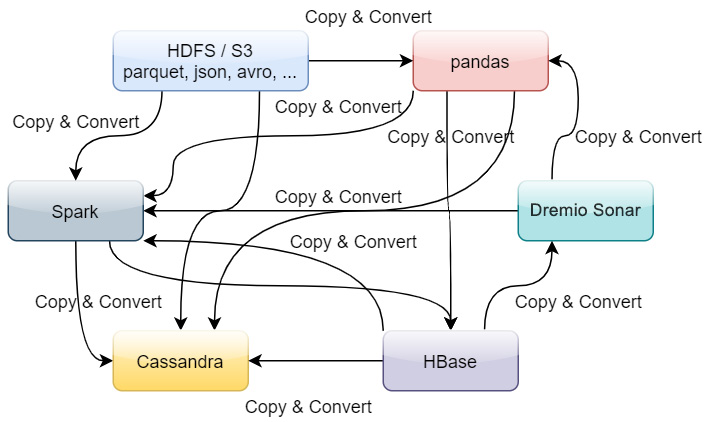 Copy & Convert
HDFS / S3
parquet, json, avro, ...
pandas
Copy & Convert
Copy & Convert
Copy & Convert
Copy & Convert
Copy & Convert
Spark
Dremio Sonar
Copy & Convert
Copy & Convert
Copy & Convert
Cassandra
HBase
Copy & Convert